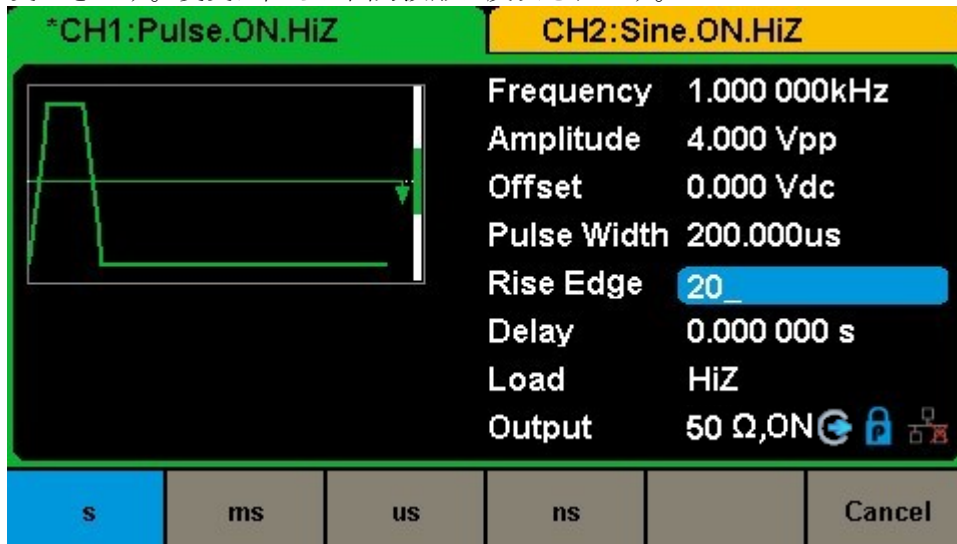 *CH1:Pulse.ON.HiZ
CH2:Sine.ON.HiZ
Frequency 1.000 000kHz
Amplitude 4.000 Vpp
Offset 0.000 Vdc
Pulse Width 200.000us
Rise Edge 20_
Delay 0.000 000 s
Load HiZ
Output 50 Ω,ON
P
s ms us ns Cancel